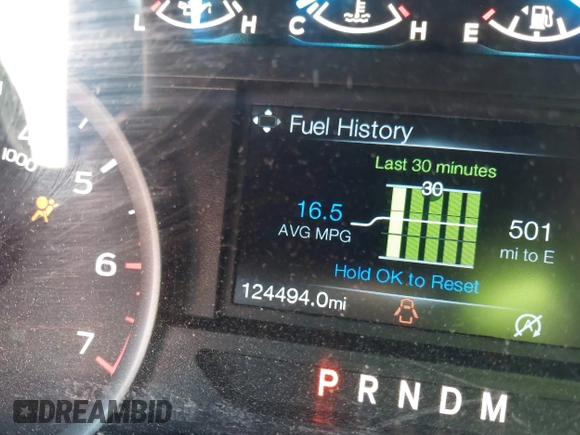 L H C H E
Fuel History
Last 30 minutes
30
16.5
AVG MPG
501
mi to E
Hold OK to Reset
124494.0mi
1000
5
6
7
P R N D M
DREAMBID